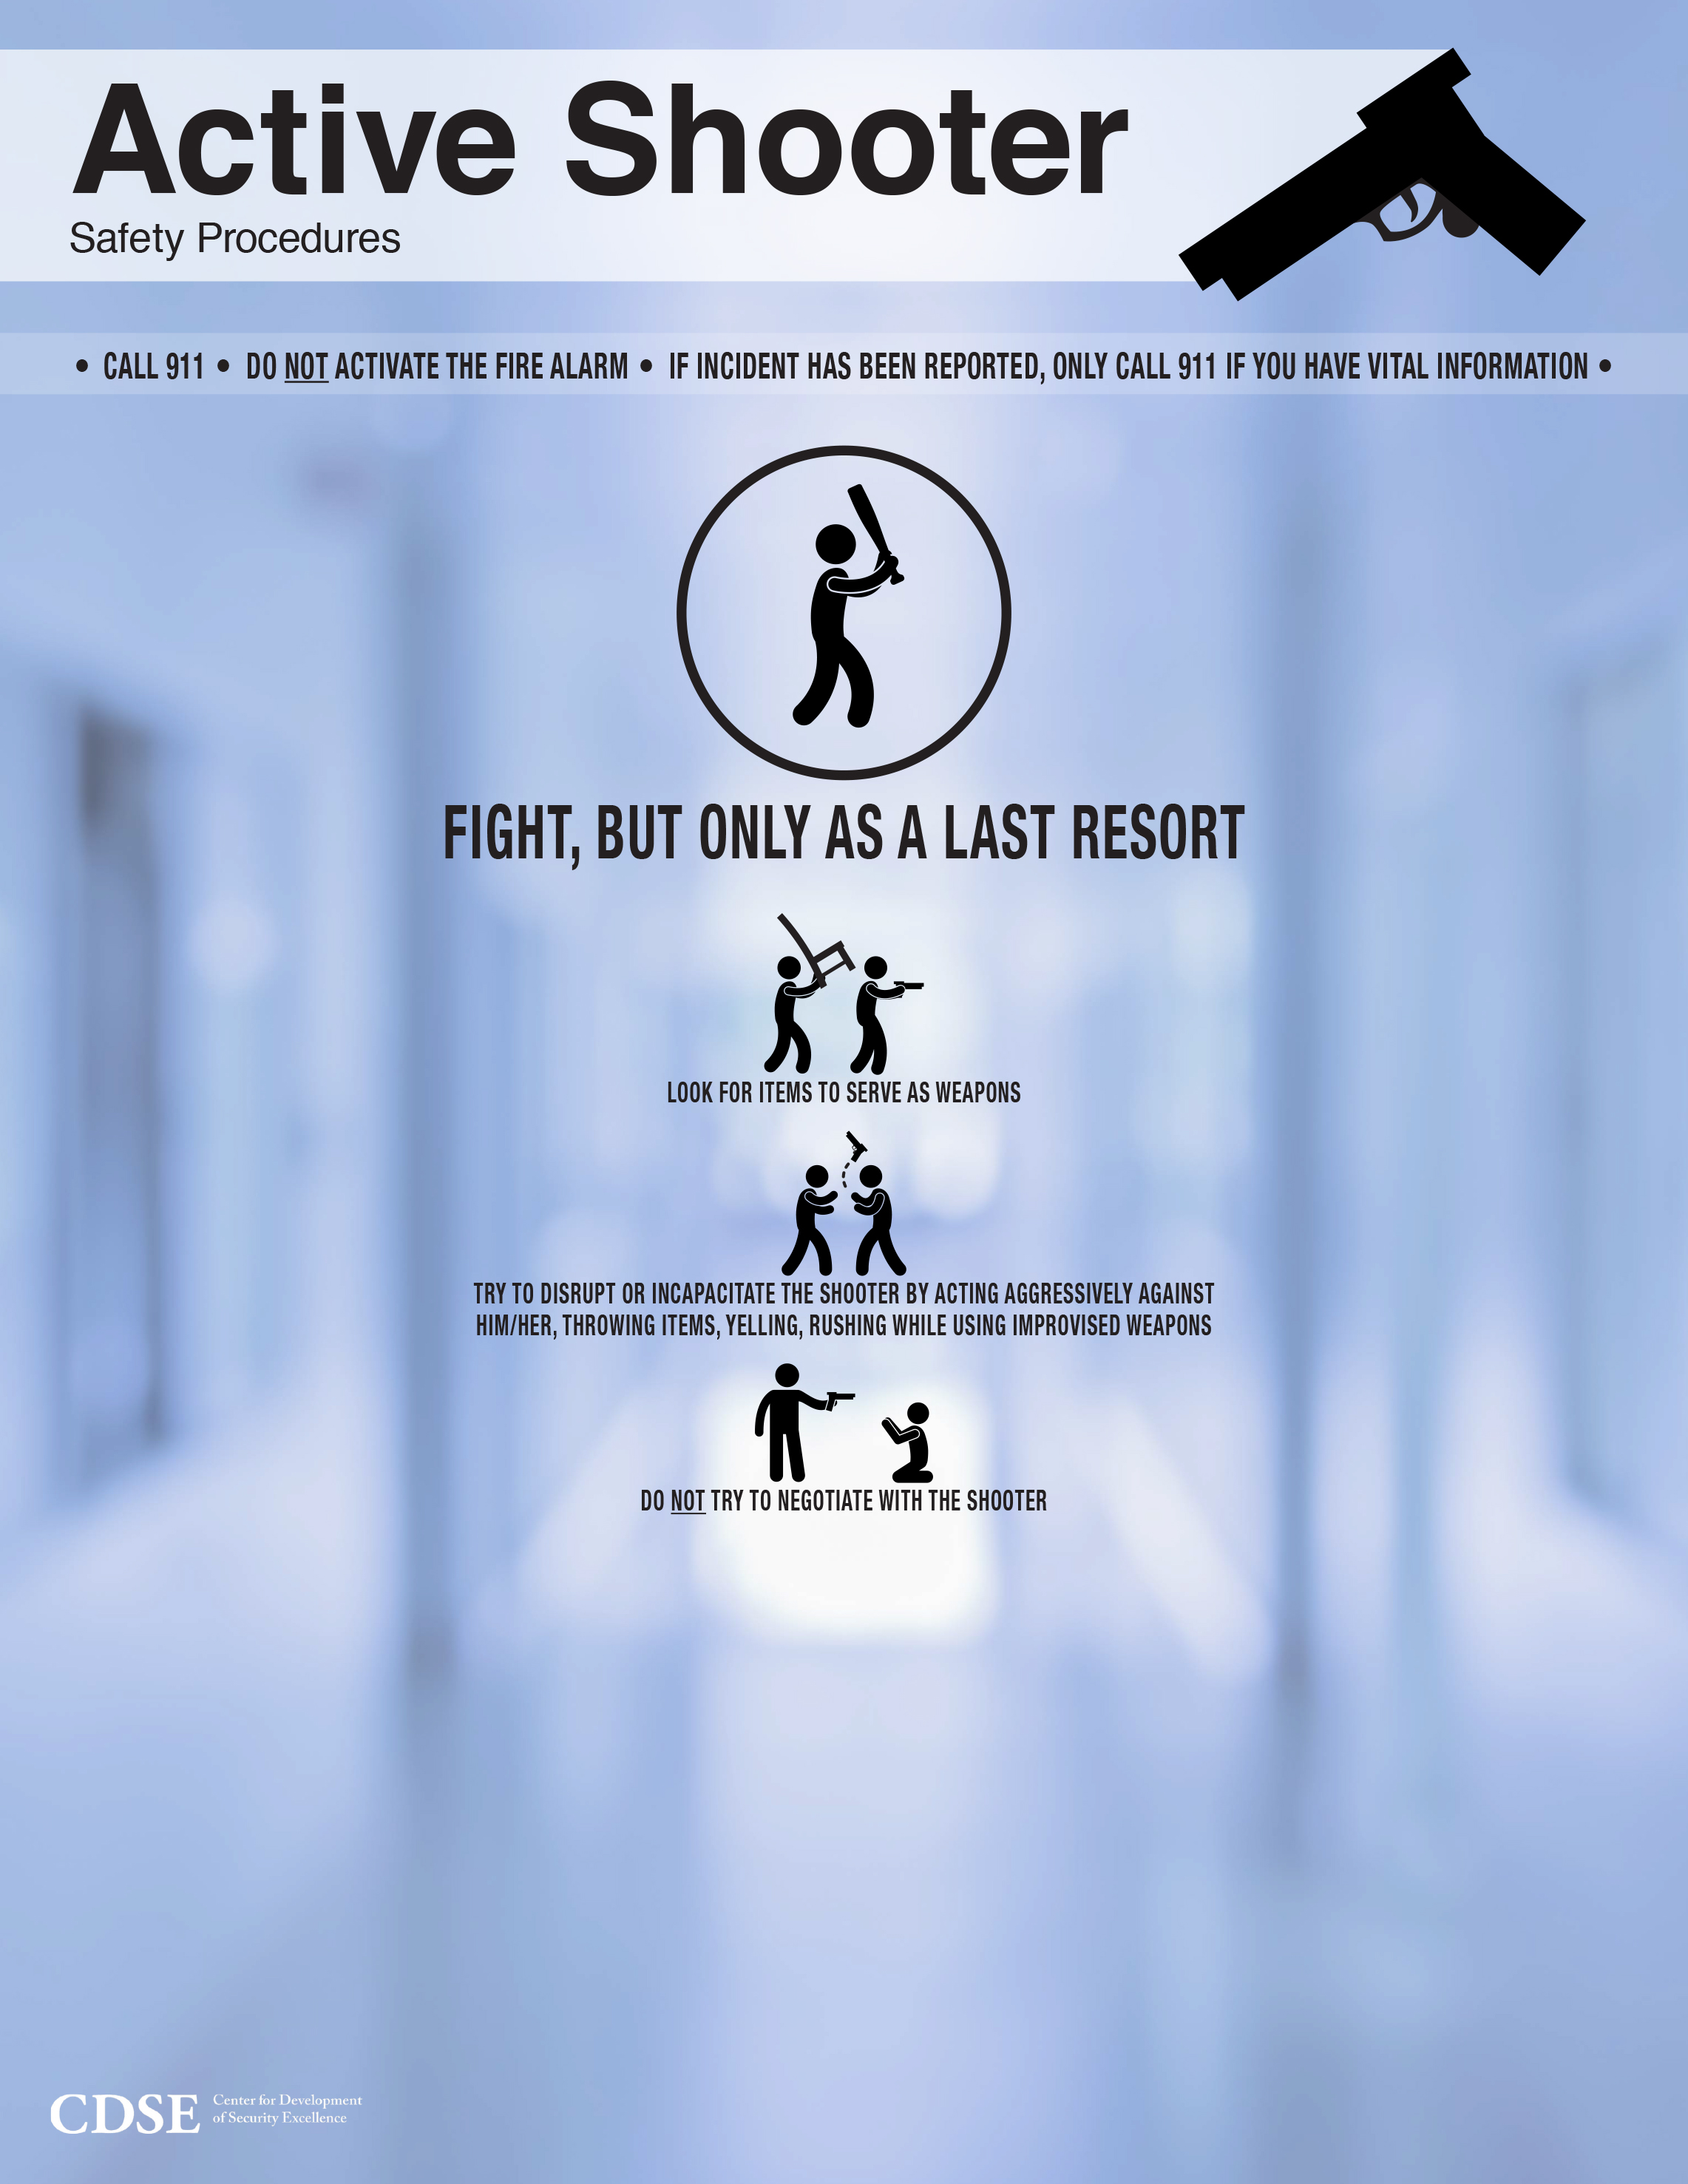 Active Shooter
Safety Procedures
• CALL 911 • DO NOT ACTIVATE THE FIRE ALARM • IF INCIDENT HAS BEEN REPORTED, ONLY CALL 911 IF YOU HAVE VITAL INFORMATION •
FIGHT, BUT ONLY AS A LAST RESORT
LOOK FOR ITEMS TO SERVE AS WEAPONS
TRY TO DISRUPT OR INCAPACITATE THE SHOOTER BY ACTING AGGRESSIVELY AGAINST
HIM/HER, THROWING ITEMS, YELLING, RUSHING WHILE USING IMPROVISED WEAPONS
DO NOT TRY TO NEGOTIATE WITH THE SHOOTER
CDSE
Center for Development
of Security Excellence